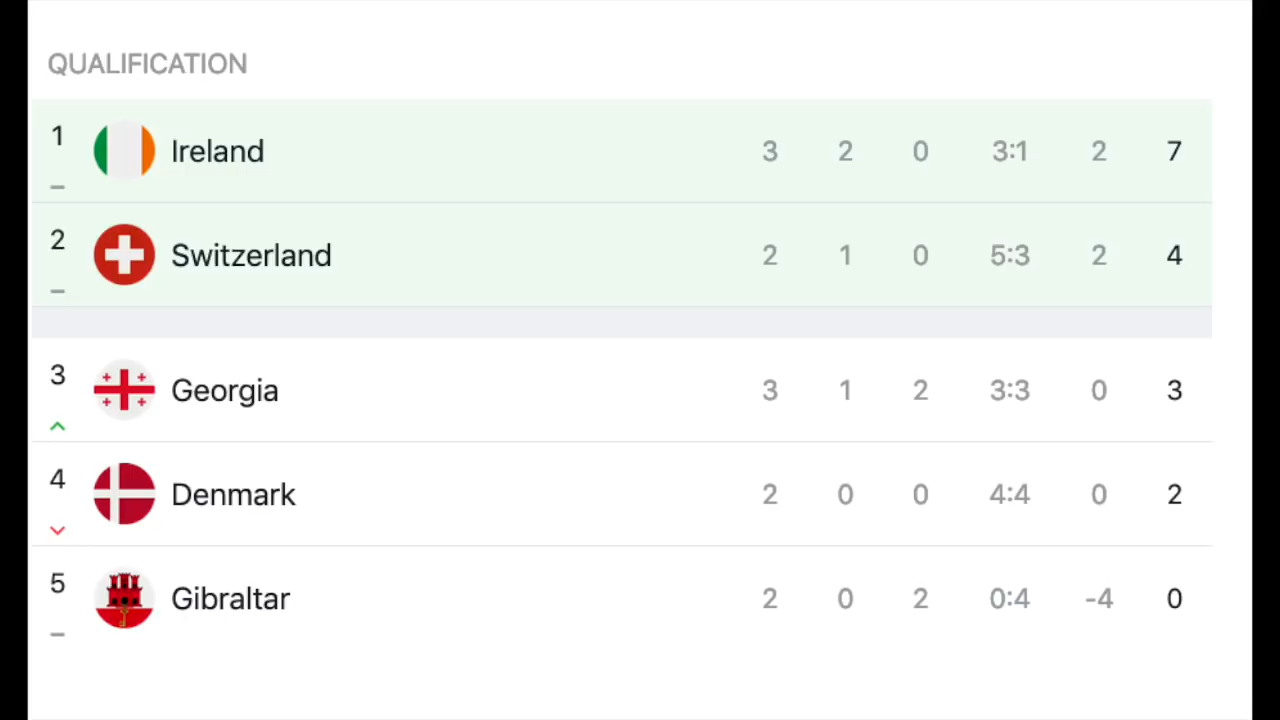 QUALIFICATION
1 Ireland 3 2 0 3:1 2 7
2 Switzerland 2 1 0 5:3 2 4
3 Georgia 3 1 2 3:3 0 3
4 Denmark 2 0 0 4:4 0 2
5 Gibraltar 2 0 2 0:4 -4 0